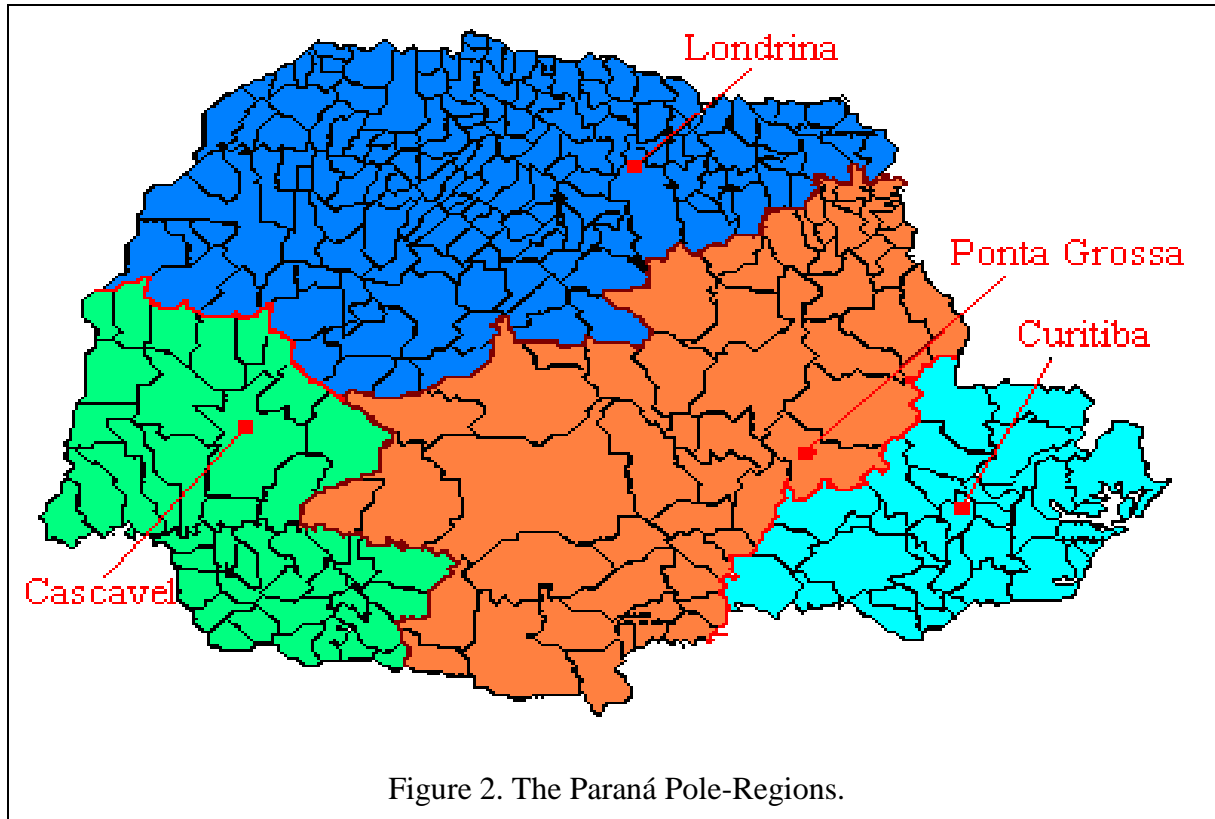 Londrina
Ponta Grossa
Curitiba
Cascavel
Figure 2. The Paraná Pole-Regions.